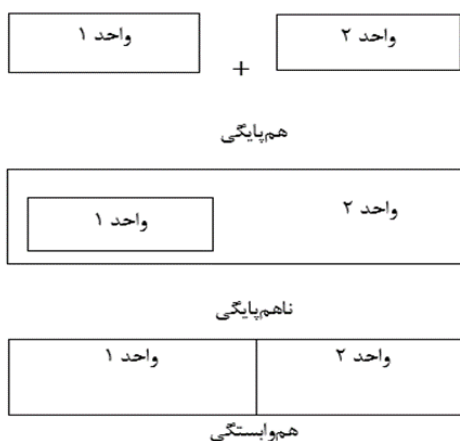 واحد ۲ + واحد ۱
هم‌پایگی
واحد ۲ واحد ۱
ناهم‌پایگی
واحد ۲ واحد ۱
هم‌وابستگی